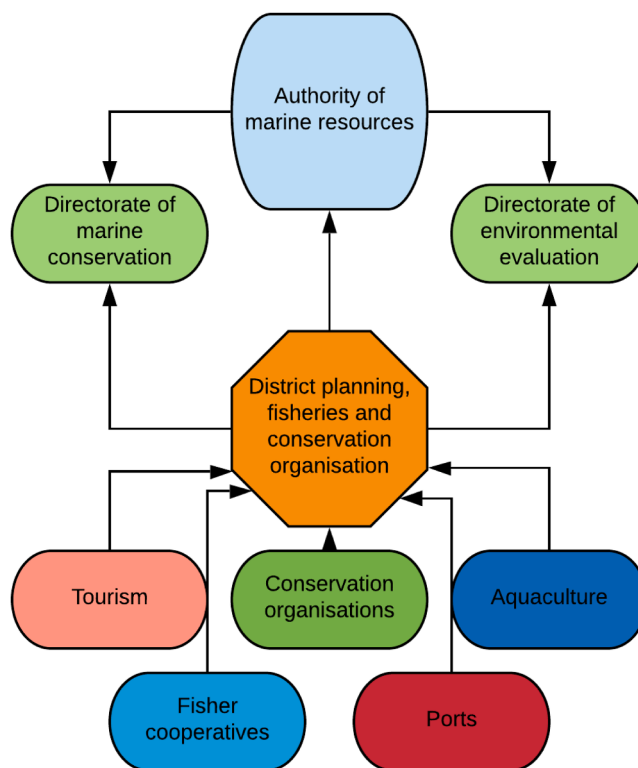 Authority of
marine resources
Directorate of
marine
conservation
Directorate of
environmental
evaluation
District planning,
fisheries and
conservation
organisation
Tourism
Conservation
organisations
Aquaculture
Fisher
cooperatives
Ports